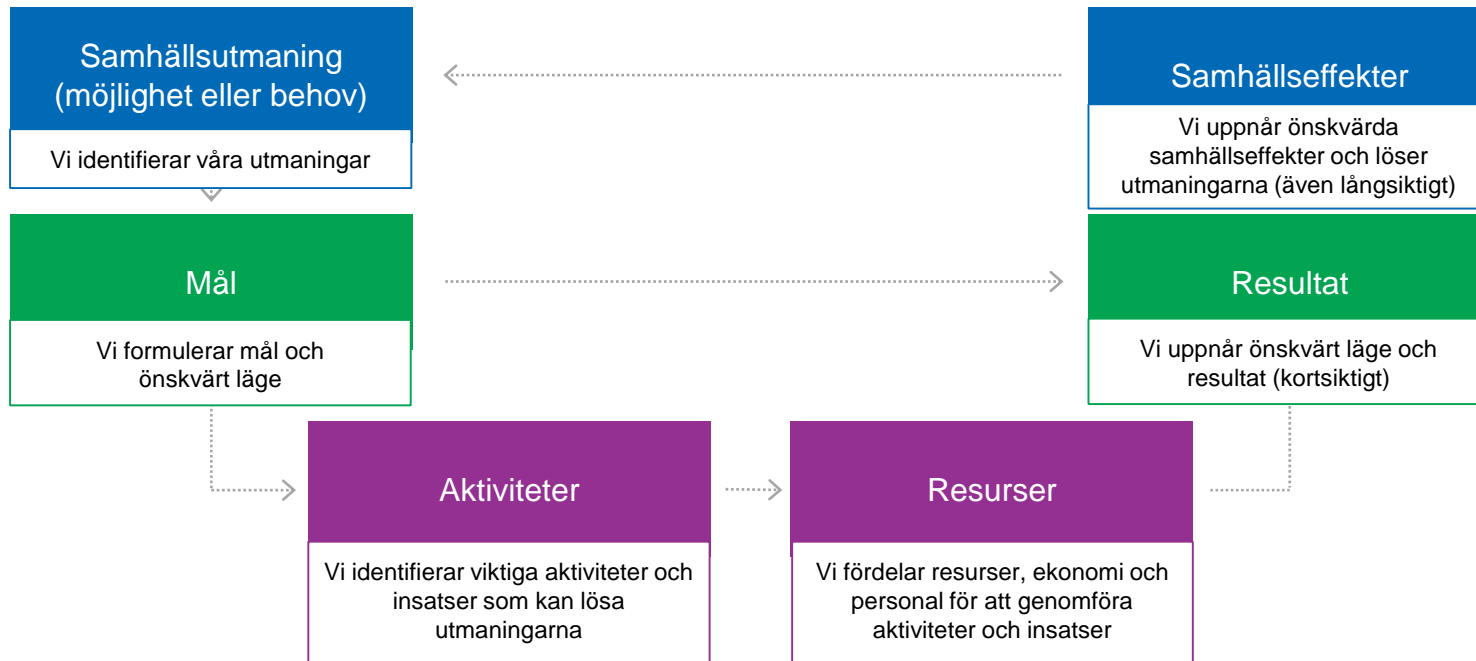 Samhällsutmaning
(möjlighet eller behov)
Vi identifierar våra utmaningar
Samhällseffekter
Vi uppnår önskvärda
samhällseffekter och löser
utmaningarna (även långsiktigt)
Mål
Vi formulerar mål och
önskvärt läge
Resultat
Vi uppnår önskvärt läge och
resultat (kortsiktigt)
Aktiviteter
Vi identifierar viktiga aktiviteter och
insatser som kan lösa
utmaningarna
Resurser
Vi fördelar resurser, ekonomi och
personal för att genomföra
aktiviteter och insatser